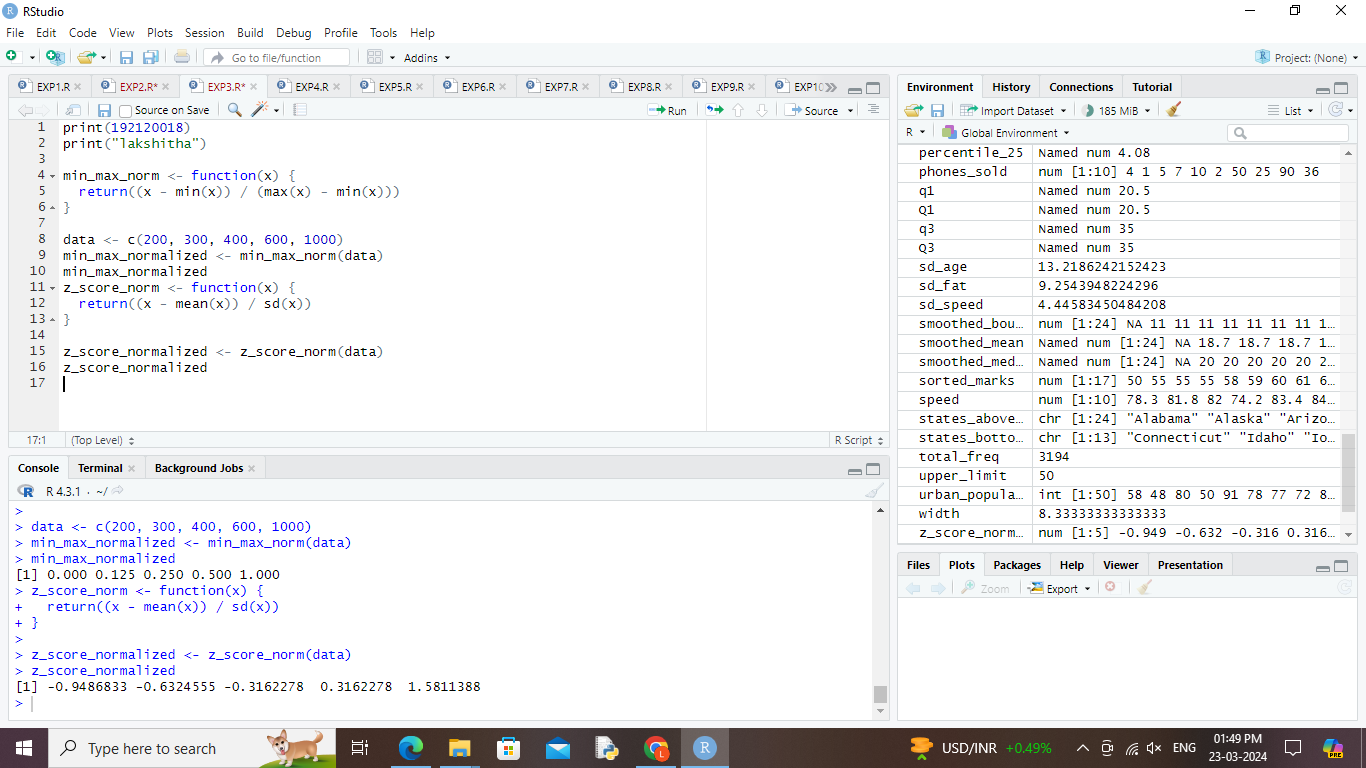 RStudio
File Edit Code View Plots Session Build Debug Profile Tools Help
Go to file/function Addins Project: (None)
EXP1.R EXP2.R* EXP3.R* EXP4.R EXP5.R EXP6.R EXP7.R EXP8.R EXP9.R EXP10
Source on Save Run Source
1 print(192120018)
2 print("lakshitha")
3
4 min_max_norm <- function(x) {
5   return((x - min(x)) / (max(x) - min(x)))
6 }
7
8 data <- c(200, 300, 400, 600, 1000)
9 min_max_normalized <- min_max_norm(data)
10 min_max_normalized
11 z_score_norm <- function(x) {
12   return((x - mean(x)) / sd(x))
13 }
14
15 z_score_normalized <- z_score_norm(data)
16 z_score_normalized
17
17:1 (Top Level) R Script
Console Terminal Background Jobs
R 4.3.1 · ~/
>
> data <- c(200, 300, 400, 600, 1000)
> min_max_normalized <- min_max_norm(data)
> min_max_normalized
[1] 0.000 0.125 0.250 0.500 1.000
> z_score_norm <- function(x) {
+   return((x - mean(x)) / sd(x))
+ }
>
> z_score_normalized <- z_score_norm(data)
> z_score_normalized
[1] -0.9486833 -0.6324555 -0.3162278  0.3162278  1.5811388
>
Environment History Connections Tutorial
Import Dataset 185 MiB List
R Global Environment
percentile_25 Named num 4.08
phones_sold num [1:10] 4 1 5 7 10 2 50 25 90 36
q1 Named num 20.5
Q1 Named num 20.5
q3 Named num 35
Q3 Named num 35
sd_age 13.2186242152423
sd_fat 9.2543948224296
sd_speed 4.44583450484208
smoothed_bou… num [1:24] NA 11 11 11 11 11 11 11 1…
smoothed_mean Named num [1:24] NA 18.7 18.7 18.7 1…
smoothed_med… Named num [1:24] NA 20 20 20 20 20 2…
sorted_marks num [1:17] 50 55 55 55 58 59 60 61 6…
speed num [1:10] 78.3 81.8 82 74.2 83.4 84…
states_above… chr [1:24] "Alabama" "Alaska" "Arizo…
states_botto… chr [1:13] "Connecticut" "Idaho" "Io…
total_freq 3194
upper_limit 50
urban_popula… int [1:50] 58 48 80 50 91 78 77 72 8…
width 8.33333333333333
z_score_norm… num [1:5] -0.949 -0.632 -0.316 0.316…
Files Plots Packages Help Viewer Presentation
Zoom Export
Type here to search
USD/INR +0.49% ENG 01:49 PM
23-03-2024
PRE